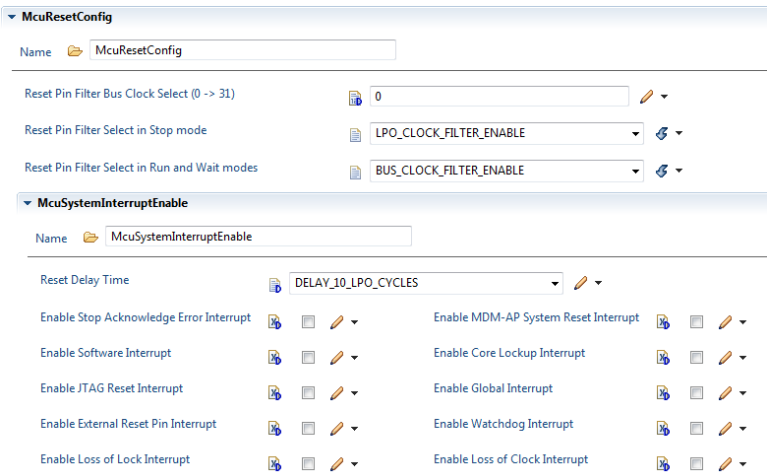 McuResetConfig
Name McuResetConfig
Reset Pin Filter Bus Clock Select (0 -> 31) 0
Reset Pin Filter Select in Stop mode LPO_CLOCK_FILTER_ENABLE
Reset Pin Filter Select in Run and Wait modes BUS_CLOCK_FILTER_ENABLE
McuSystemInterruptEnable
Name McuSystemInterruptEnable
Reset Delay Time DELAY_10_LPO_CYCLES
Enable Stop Acknowledge Error Interrupt Enable MDM-AP System Reset Interrupt
Enable Software Interrupt Enable Core Lockup Interrupt
Enable JTAG Reset Interrupt Enable Global Interrupt
Enable External Reset Pin Interrupt Enable Watchdog Interrupt
Enable Loss of Lock Interrupt Enable Loss of Clock Interrupt